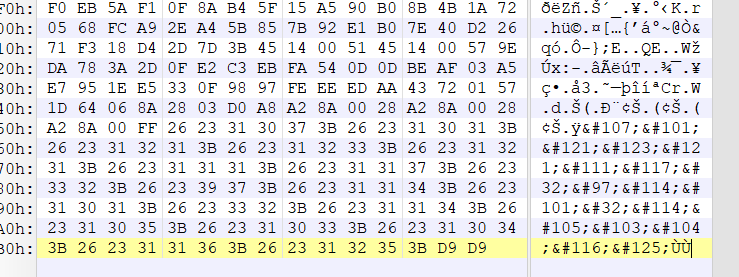 F0h: F0 EB 5A F1 0F 8A B4 5F 15 A5 90 B0 8B 4B 1A 72 ðëZñ.Š´_.¥.°‹K.r
00h: 05 68 FC A9 2E A4 5B 85 7B 92 E1 B0 7E 40 D2 26 .hü©.¤[…{’á°~@Ò&
10h: 71 F3 18 D4 2D 7D 3B 45 14 00 51 45 14 00 57 9E qó.Ô-};E..QE..Wž
20h: DA 78 3A 2D 0F E2 C3 EB FA 54 0D 0D BE AF 03 A5 Úx:-.âÃëúT..¾¯.¥
30h: E7 95 1E E5 33 0F 98 97 FE EE ED AA 43 72 01 57 ç•.å3.˜—þîíªCr.W
40h: 1D 64 06 8A 28 03 D0 A8 A2 8A 00 28 A2 8A 00 28 .d.Š(.Ð¨¢Š.(¢Š.(
50h: A2 8A 00 FF 26 23 31 30 37 3B 26 23 31 30 31 3B ¢Š.ÿ&#107;&#101;
60h: 26 23 31 32 31 3B 26 23 31 32 33 3B 26 23 31 32 &#121;&#123;&#12
70h: 31 3B 26 23 31 31 31 3B 26 23 31 31 37 3B 26 23 1;&#111;&#117;&#
80h: 33 32 3B 26 23 39 37 3B 26 23 31 31 34 3B 26 23 32;&#97;&#114;&#
90h: 31 30 31 3B 26 23 33 32 3B 26 23 31 31 34 3B 26 101;&#32;&#114;&
A0h: 23 31 30 35 3B 26 23 31 30 33 3B 26 23 31 30 34 #105;&#103;&#104
B0h: 3B 26 23 31 31 36 3B 26 23 31 32 35 3B D9 D9 ;&#116;&#125;ÙÙ